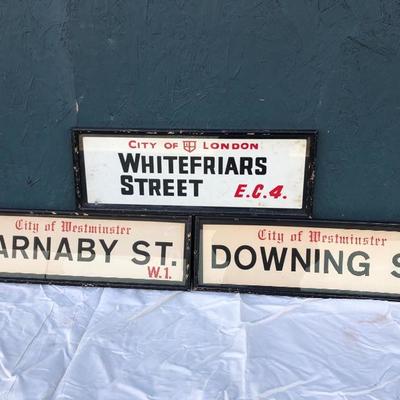 CITY OF LONDON
WHITEFRIARS
STREET E.C.4.
City of Westminster
ARNABY ST.
W.1.
City of Westminster
DOWNING S